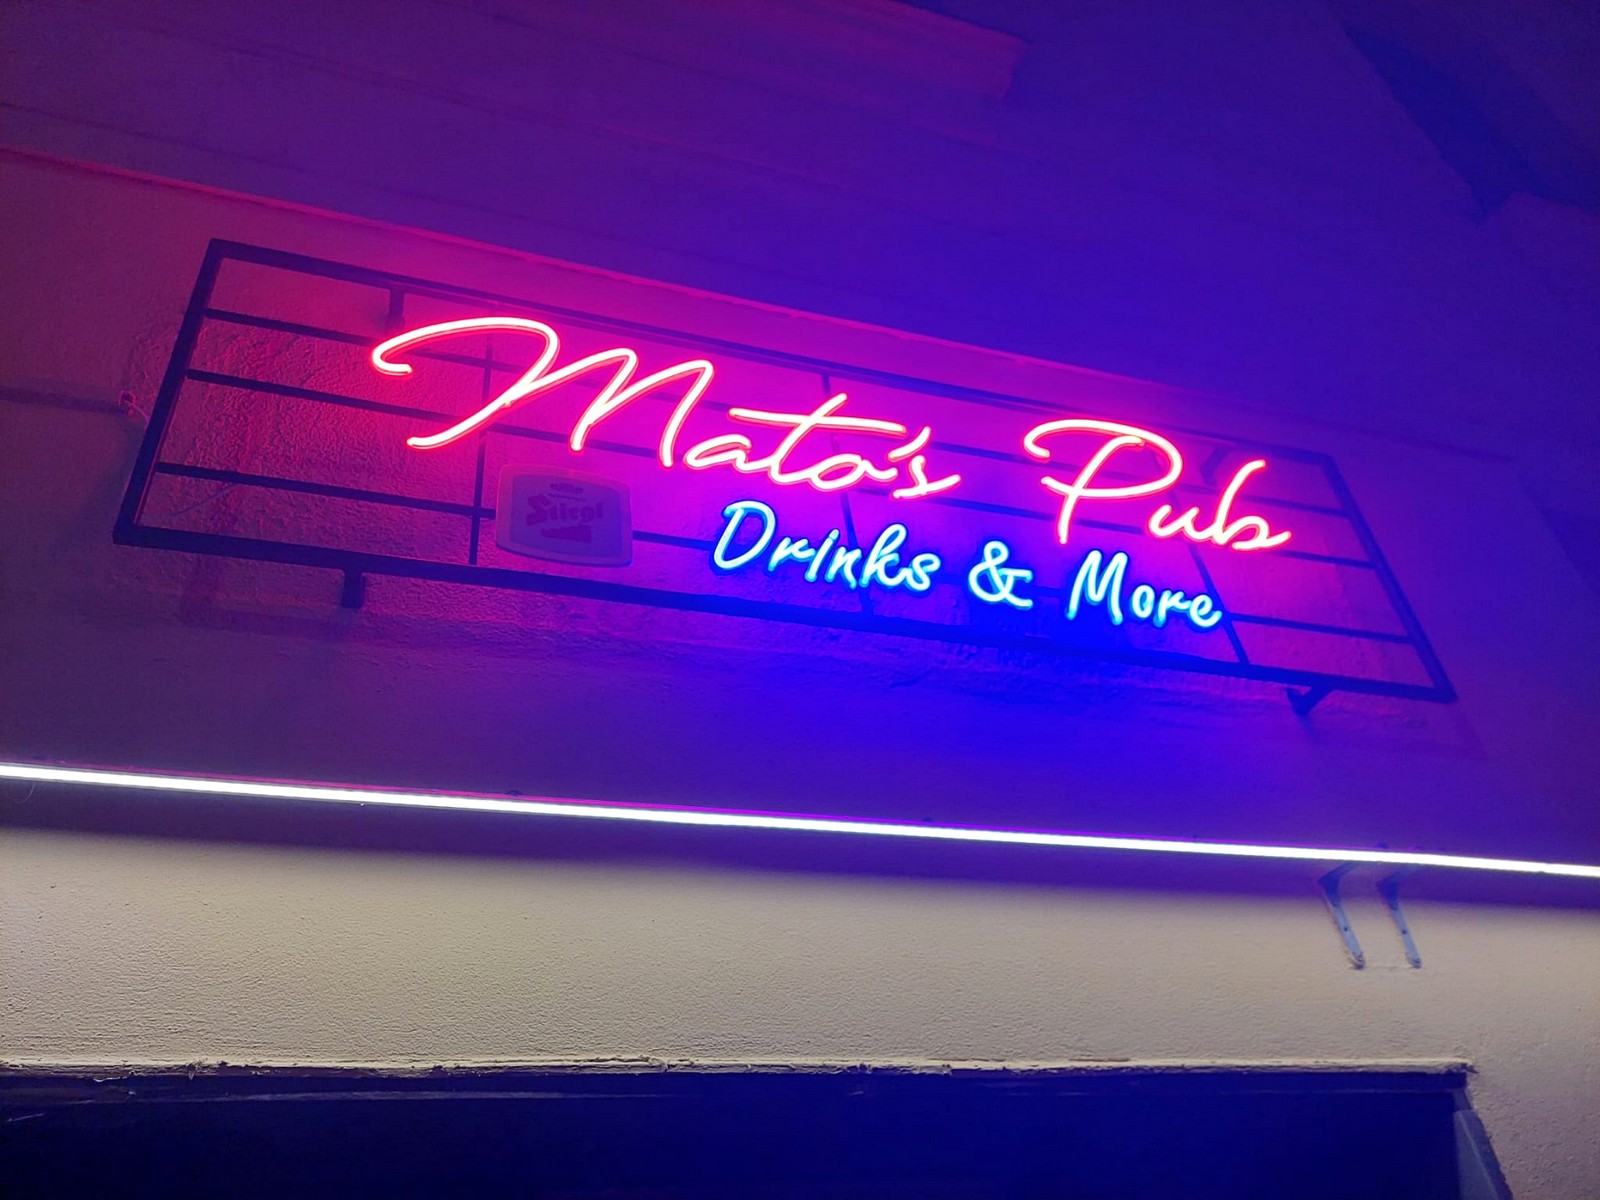 Mato's Pub
Drinks & More
Stiegl